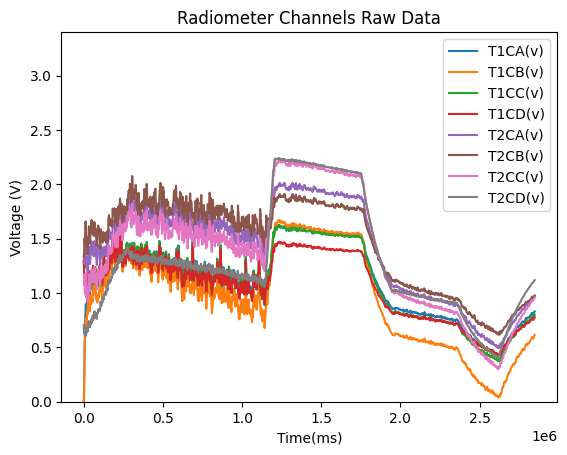 Radiometer Channels Raw Data
T1CA(v)
T1CB(v)
T1CC(v)
T1CD(v)
T2CA(v)
T2CB(v)
T2CC(v)
T2CD(v)
Voltage (V)
3.0
2.5
2.0
1.5
1.0
0.5
0.0
0.0 0.5 1.0 1.5 2.0 2.5
1e6
Time(ms)